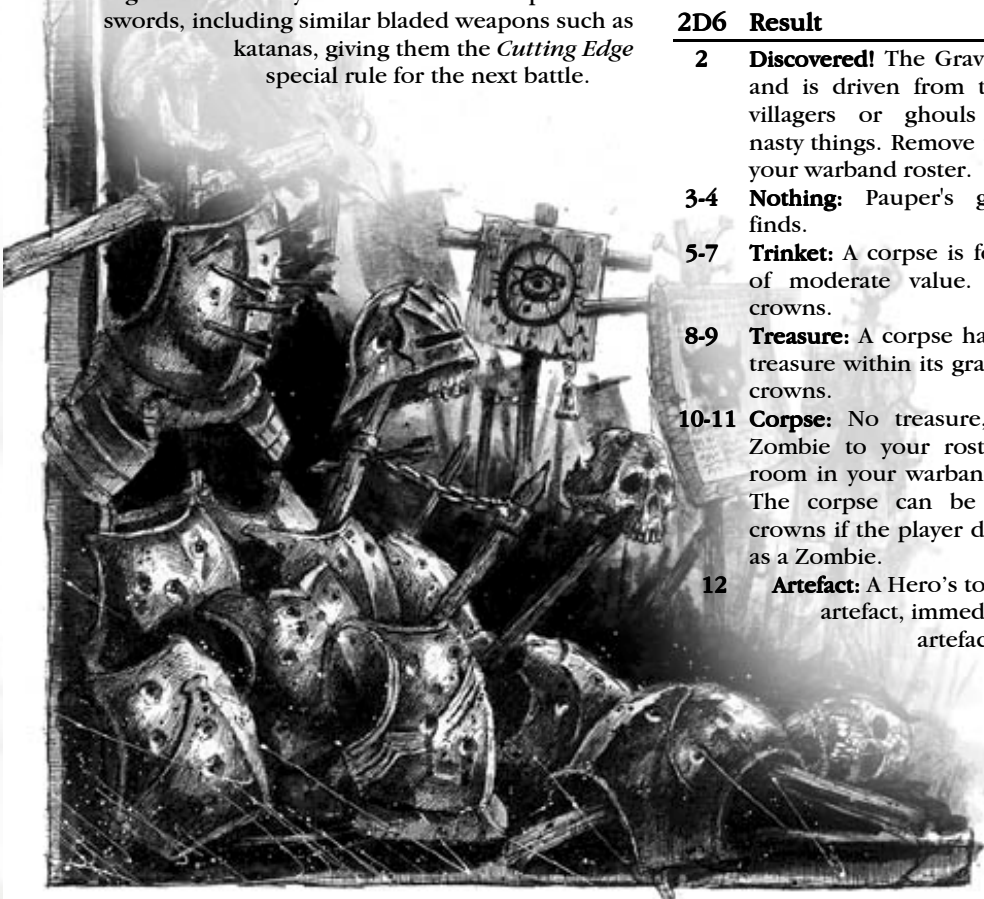 swords, including similar bladed weapons such as
katanas, giving them the Cutting Edge
special rule for the next battle.
2D6 Result
2 Discovered! The Grav
and is driven from t
villagers or ghouls
nasty things. Remove
your warband roster.
3-4 Nothing: Pauper's g
finds.
5-7 Trinket: A corpse is fo
of moderate value.
crowns.
8-9 Treasure: A corpse ha
treasure within its gra
crowns.
10-11 Corpse: No treasure,
Zombie to your rost
room in your warban
The corpse can be
crowns if the player d
as a Zombie.
12 Artefact: A Hero's to
artefact, immed
artefac